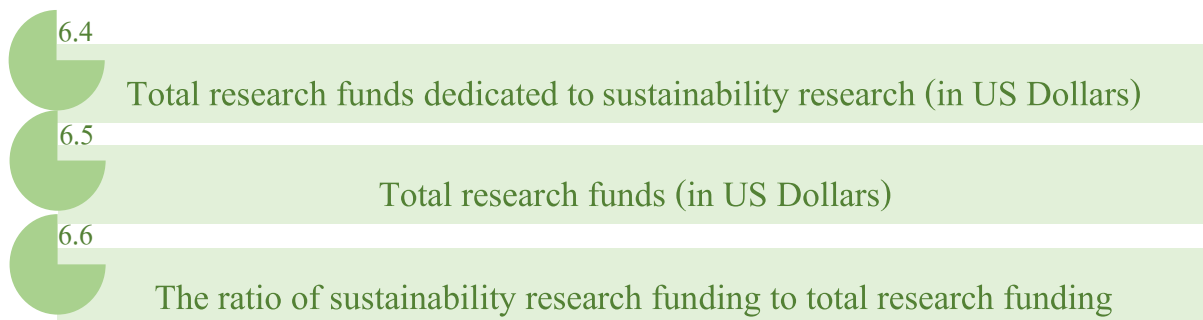 6.4
Total research funds dedicated to sustainability research (in US Dollars)
6.5
Total research funds (in US Dollars)
6.6
The ratio of sustainability research funding to total research funding